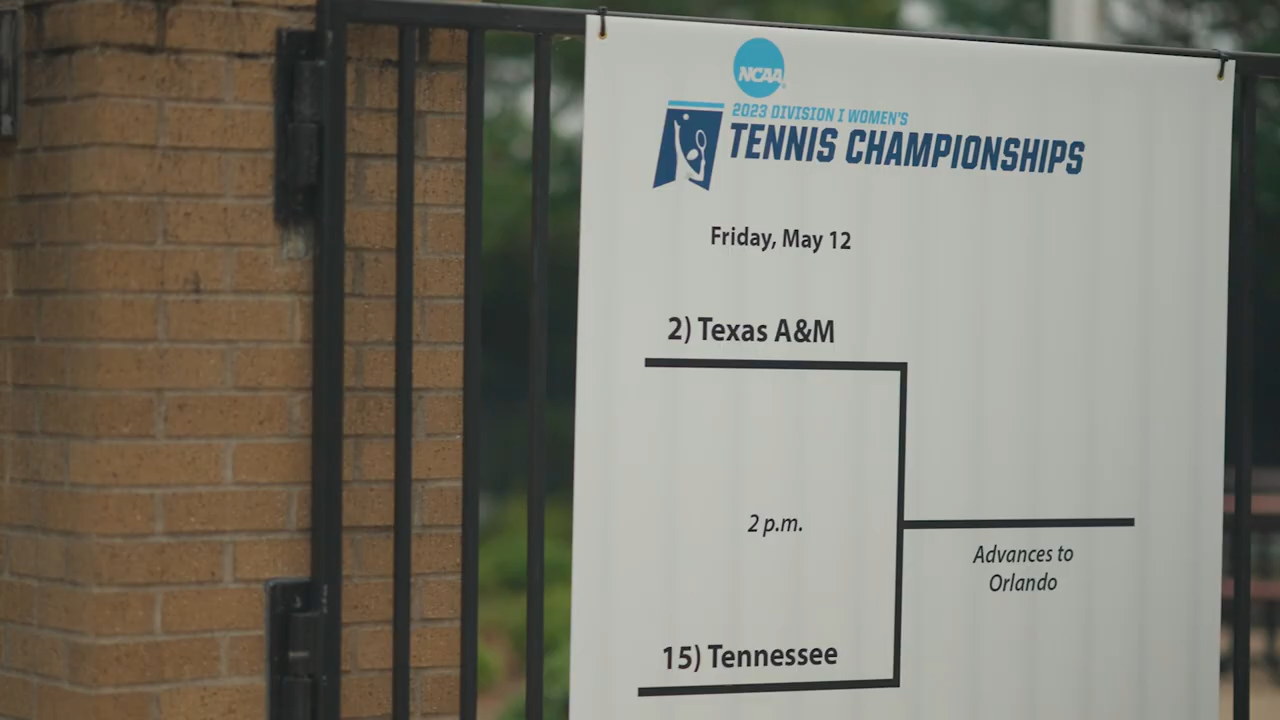 NCAA
2023 DIVISION I WOMEN'S
TENNIS CHAMPIONSHIPS
Friday, May 12
2) Texas A&M
2 p.m.
Advances to
Orlando
15) Tennessee